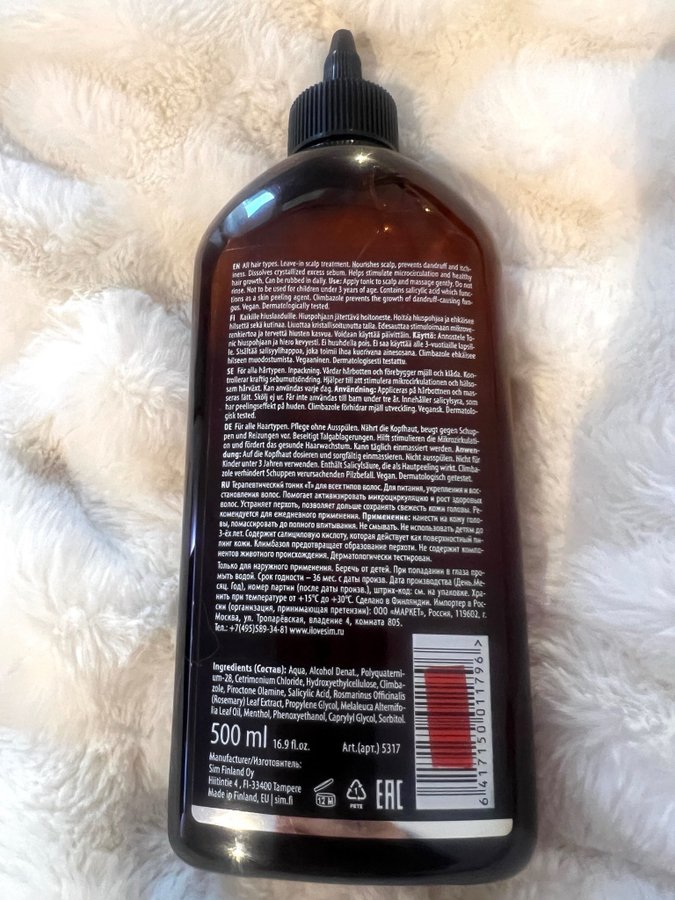 EN All hair types. Leave-in scalp treatment. Nourishes scalp, prevents dandruff and itch-
iness. Dissolves crystallized excess sebum. Helps stimulate microcirculation and healthy
hair growth. Can be rubbed in daily. Use: Apply tonic to scalp and massage gently. Do not
rinse. Not to be used for children under 3 years of age. Contains salicylic acid which func-
tions as a skin peeling agent. Climbazole prevents the growth of dandruff-causing fun-
gus. Vegan. Dermatologically tested.
FI Kaikille hiuslaaduille. Hiuspohjaan jätettävä hoitoneste. Hoitaa hiuspohjaa ja ehkäisee
hilsettä sekä kutinaa. Liuottaa kristallisoitunutta talia. Edesauttaa stimuloimaan mikrove-
renkiertoa ja tervettä hiusten kasvua. Voidaan käyttää päivittäin. Käyttö: Annostele To-
nic hiuspohjaan ja hiero kevyesti. Ei huuhdella pois. Ei saa käyttää alle 3-vuotiaille lapsil-
le. Sisältää salisyylihappoa, joka toimii ihoa kuorivana ainesosana. Climbazole ehkäisee
hilseen muodostumista. Vegaaninen. Dermatologisesti testattu.
SE För alla hårtypen. Inpackning. Vårdar hårbotten och förebygger mjäll och klåda. Kon-
trollerar kraftig sebumutsöndring. Hjälper till att stimulera mikrocirkulationen och hälso-
sam hårväxt. Kan användas varje dag. Användning: Appliceras på hårbotten och mas-
seras lätt. Skölj ej ur. Får inte användas till barn under tre år. Innehåller salicylsyra, som
har peelingseffekt på huden. Climbazole förhidrar mjäll utveckling. Vegansk. Dermatolo-
gisk tested.
DE Für alle Haartypen. Pflege ohne Ausspülen. Nährt die Kopfhaut, beugt gegen Schup-
pen und Reizungen vor. Beseitigt Talgablagerungen. Hilft stimulieren die Mikrozirkulati-
on und fördert das gesunde Haarwachstum. Kann täglich einmassiert werden. Anwen-
dung: Auf die Kopfhaut dosieren und sorgfältig einmassieren. Nicht ausspülen. Nicht für
Kinder unter 3 Jahren verwenden. Enthält Salicylsäure, die als Hautpeeling wirkt. Climba-
zole verhindert Schuppen verursachenden Pilzbefall. Vegan. Dermatologisch getestet.
RU Терапевтический тоник «Т» для всех типов волос. Для питания, укрепления и вос-
становления волос. Помогает активизировать микроциркуляцию и рост здоровых
волос. Устраняет перхоть, позволяет дольше сохранять свежесть кожи головы. Ре-
комендуется для ежедневного применения. Применение: нанести на кожу голо-
вы, помассировать до полного впитывания. Не смывать. Не использовать детям до
3-ёх лет. Содержит салициловую кислоту, которая действует как поверхностный пи-
линг кожи. Климбазол предотвращает образование перхоти. Не содержит компо-
нентов животного происхождения. Дерматологически тестирован.
Только для наружного применения. Беречь от детей. При попадании в глаза про-
мыть водой. Срок годности – 36 мес. с даты произв. Дата производства (День. Ме-
сяц. Год), номер партии (после даты произв.), штрих-код: см. на упаковке. Хра-
нить при температуре от +15°С до +30°С. Сделано в Финляндии. Импортер в Рос-
сии (организация, принимающая претензии): ООО «МАРКЕТ», Россия, 119602, г.
Москва, ул. Тропарёвская, владение 4, комната 805.
Тел.: +7(495)589-34-81 www.ilovesim.ru
Ingredients (Состав): Aqua, Alcohol Denat., Polyquaterni-
um-28, Cetrimonium Chloride, Hydroxyethylcellulose, Climba-
zole, Piroctone Olamine, Salicylic Acid, Rosmarinus Officinalis
(Rosemary) Leaf Extract, Propylene Glycol, Melaleuca Alternifo-
lia Leaf Oil, Menthol, Phenoxyethanol, Caprylyl Glycol, Sorbitol.
500 ml 16.9 fl.oz. Art.(арт.) 5317
Manufacturer/Изготовитель:
Sim Finland Oy
Hiitintie 4 , FI-33400 Tampere
Made in Finland, EU | sim.fi
12 M
1
PETE
EAC
6 417150 011796 >